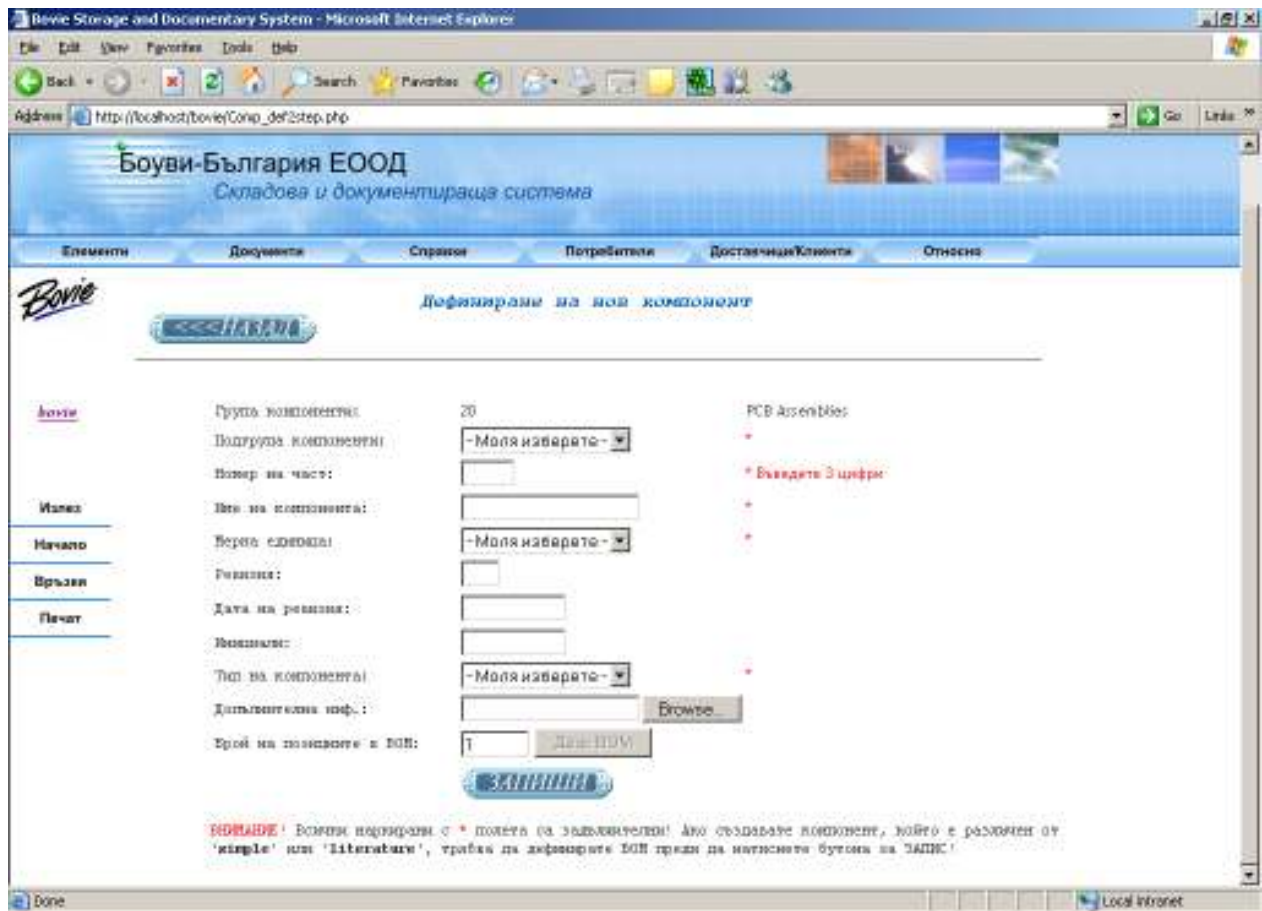 Bovie Storage and Documentary System - Microsoft Internet Explorer
File Edit View Favorites Tools Help
Back Search Favorites
Address http://localhost/bovie/Comp_def2step.php Go Links »
Боуви-България ЕООД
Складова и документираща система
Елементи Документи Справки Потребители Доставчици/Клиенти Относно
Bovie
Дефиниране на нов компонент
<<<НАЗАД
bovie
Група компоненти: 20 PCB Assemblies
Подгрупа компоненти: -Моля изберете- *
Номер на част: * Въведете 3 цифри
Име на компонента: *
Мерна единица: -Моля изберете- *
Ревизия:
Дата на ревизия:
Инициали:
Тип на компонента: -Моля изберете- *
Допълнителна инф.: Browse...
Брой на позициите в BOM: 1
Излез
Начало
Връзки
Печат
ВНИМАНИЕ! Всички маркирани с * полета са задължителни! Ако създавате компонент, който е различен от
'simple' или 'literature', трябва да дефинирате BOM преди да натиснете бутона за ЗАПИС!
Done Local intranet